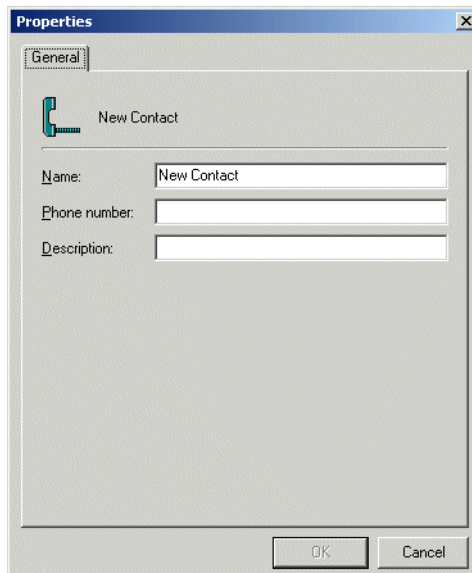 Properties
General
New Contact
Name: New Contact
Phone number:
Description:
OK Cancel